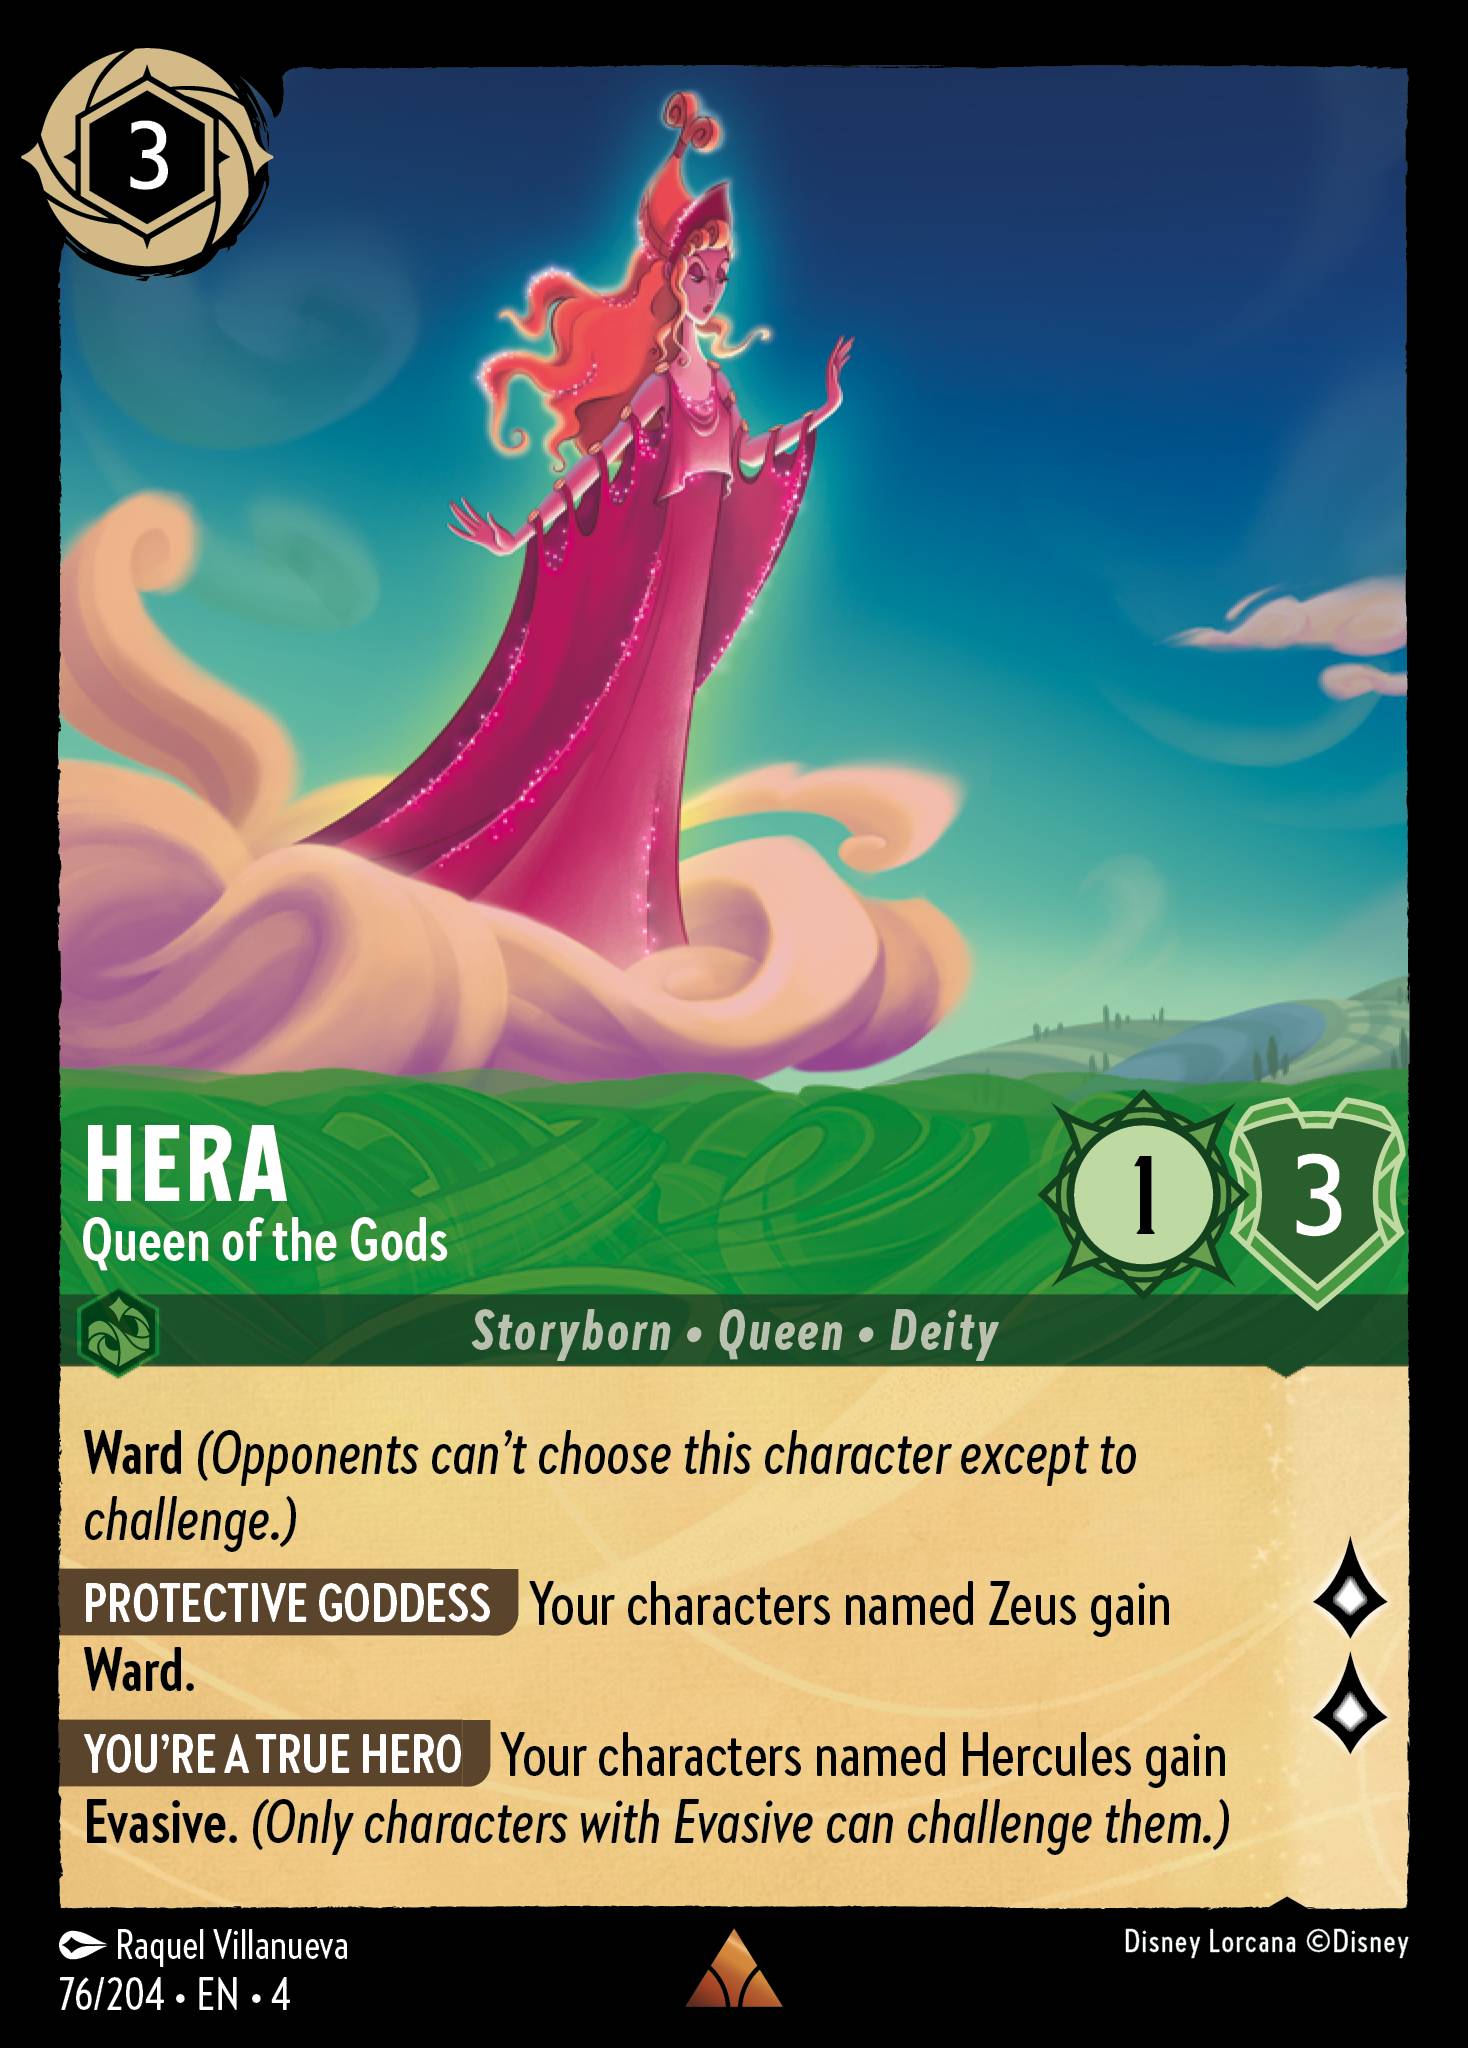 3
HERA
Queen of the Gods
1 3
Storyborn • Queen • Deity
Ward (Opponents can't choose this character except to
challenge.)
PROTECTIVE GODDESS Your characters named Zeus gain
Ward.
YOU'RE A TRUE HERO Your characters named Hercules gain
Evasive. (Only characters with Evasive can challenge them.)
Raquel Villanueva
76/204 • EN • 4
Disney Lorcana ©Disney